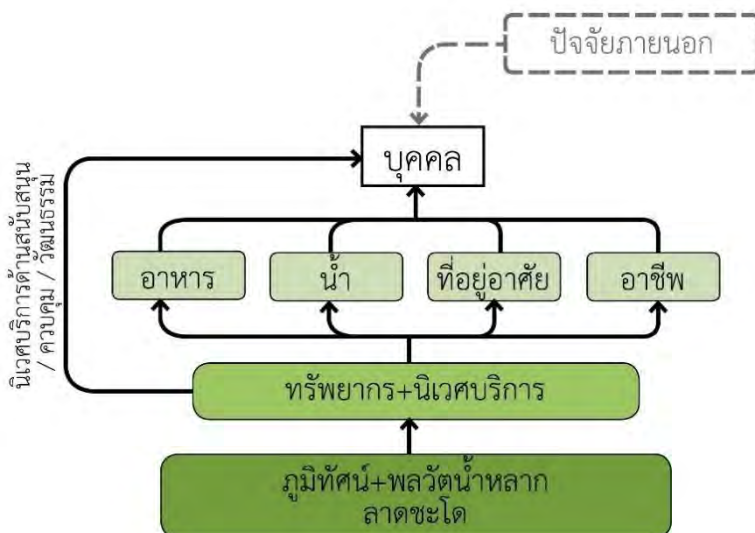 ปัจจัยภายนอก
บุคคล
นิเวศบริการด้านสนับสนุน
/ ควบคุม / วัฒนธรรม
อาหาร
น้ำ
ที่อยู่อาศัย
อาชีพ
ทรัพยากร+นิเวศบริการ
ภูมิทัศน์+พลวัตน้ำหลาก
ลาดชะโด